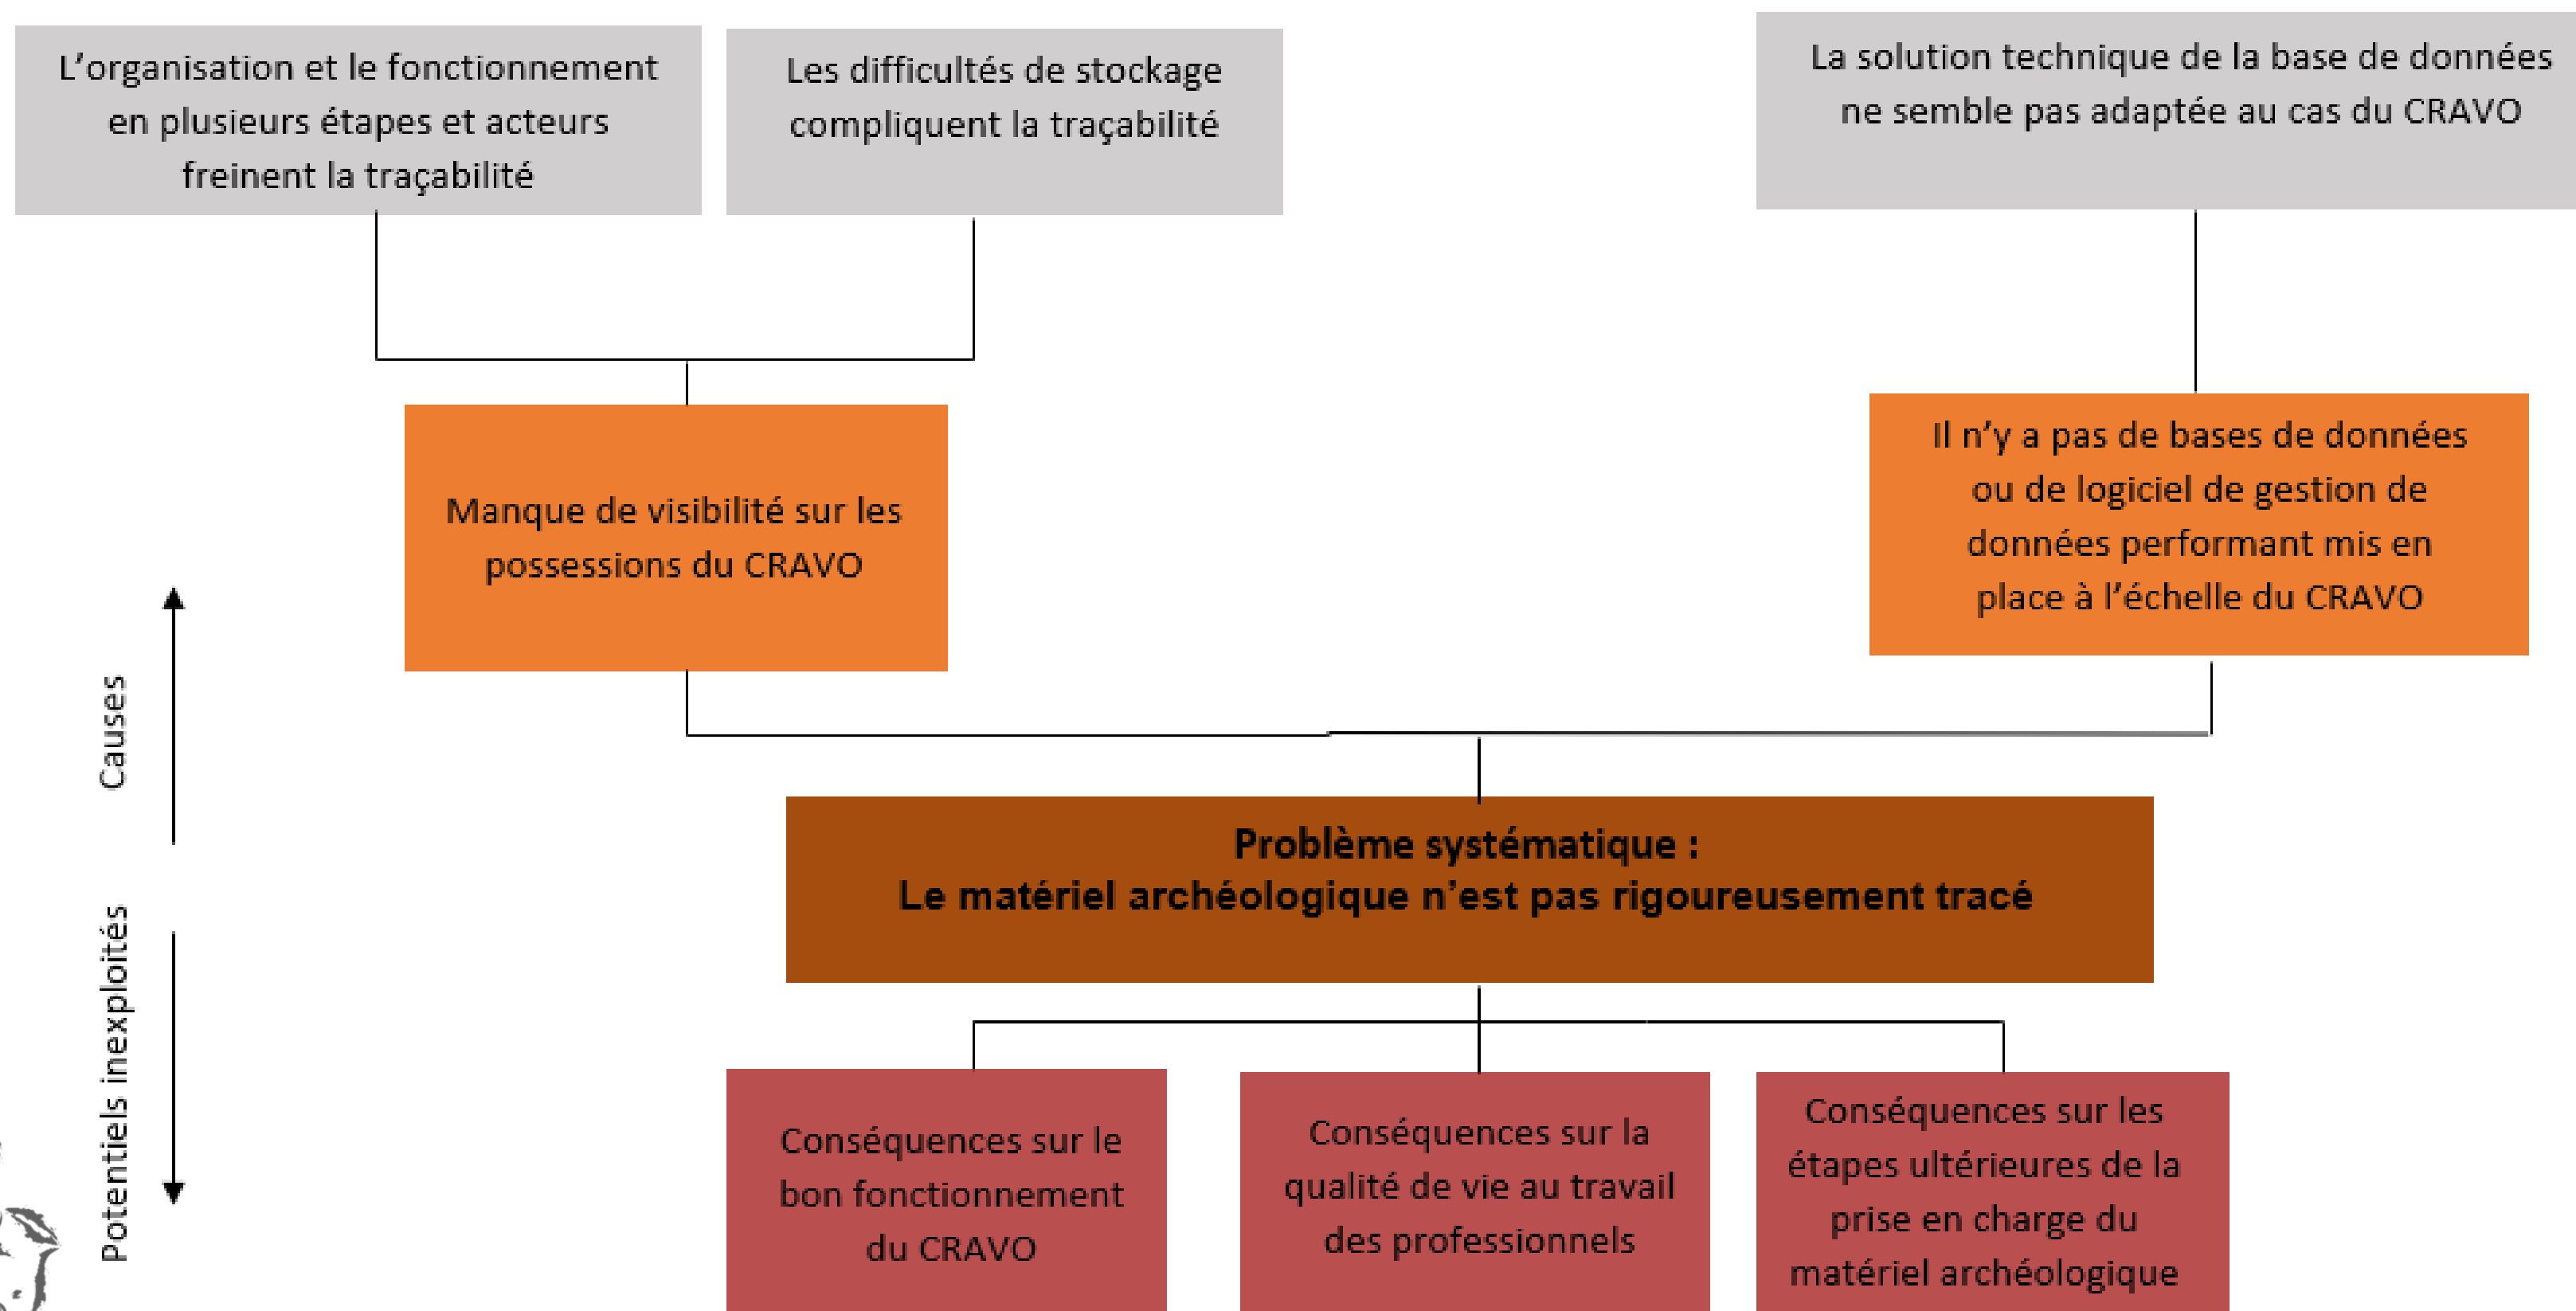 L'organisation et le fonctionnement
en plusieurs étapes et acteurs
freinent la traçabilité
Les difficultés de stockage
compliquent la traçabilité
La solution technique de la base de données
ne semble pas adaptée au cas du CRAVO
Manque de visibilité sur les
possessions du CRAVO
Il n'y a pas de bases de données
ou de logiciel de gestion de
données performant mis en
place à l'échelle du CRAVO
Causes
Problème systématique :
Le matériel archéologique n'est pas rigoureusement tracé
Potentiels inexploités
Conséquences sur le
bon fonctionnement
du CRAVO
Conséquences sur la
qualité de vie au travail
des professionnels
Conséquences sur les
étapes ultérieures de la
prise en charge du
matériel archéologique